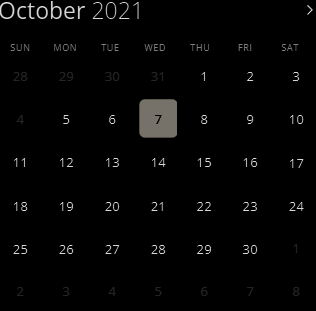 October 2021
SUN MON TUE WED THU FRI SAT
28 29 30 31 1 2 3
4 5 6 7 8 9 10
11 12 13 14 15 16 17
18 19 20 21 22 23 24
25 26 27 28 29 30 1
2 3 4 5 6 7 8